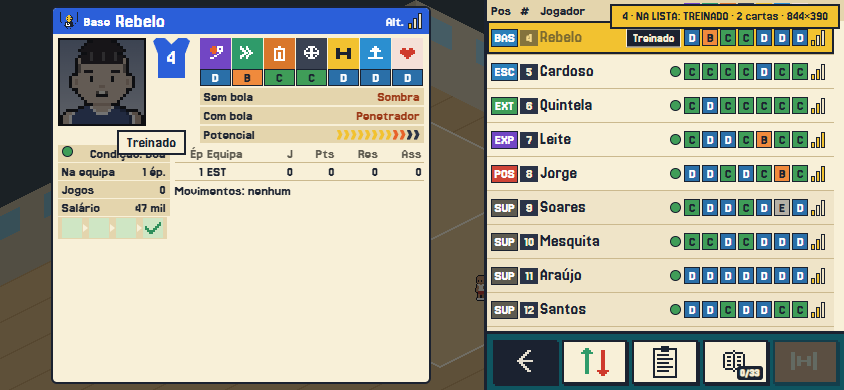 Baso Rebelo Alt.
4
D B C C D D D
Sem bola Sombra
Com bola Penetrador
Potencial
Treinado
Ép Equipa J Pts Res Ass
Na equipa 1 ép.
1 EST 0 0 0 0
Jogos 0
Movimentos: nenhum
Salário 47 mil
Pos # Jogador
4 · NA LISTA: TREINADO · 2 cartas · 844×390
BAS 4 Rebelo Treinado D B C C D D D
ESC 5 Cardoso C C C C D C C
EXT 6 Quintela C D C C C C C
EXP 7 Leite C D D C B C C
POS 8 Jorge C D C D C B C
SUP 9 Soares D D C C D E D
SUP 10 Mesquita C C D C D D D
SUP 11 Araújo D D D D D D D
SUP 12 Santos D D C D D C C
0/33